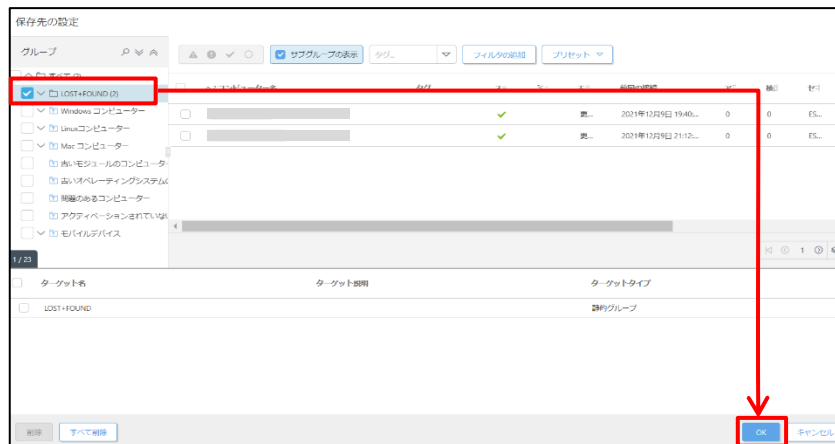 保存先の設定
グループ
サブグループの表示 タグ... フィルタの追加 プリセット
すべて (2)
LOST+FOUND (2)
Windows コンピューター
Linuxコンピューター
Mac コンピューター
古いモジュールのコンピュータ
古いオペレーティングシステムの
問題のあるコンピューター
アクティベーションされていない
モバイルデバイス
コンピューター名 タグ 前回の接続
更... 2021年12月9日 19:40:... 0 0 ES...
更... 2021年12月9日 21:12:... 0 0 ES...
1
1 / 23
ターゲット名 ターゲット説明 ターゲットタイプ
LOST+FOUND 静的グループ
削除 すべて削除 OK キャンセル